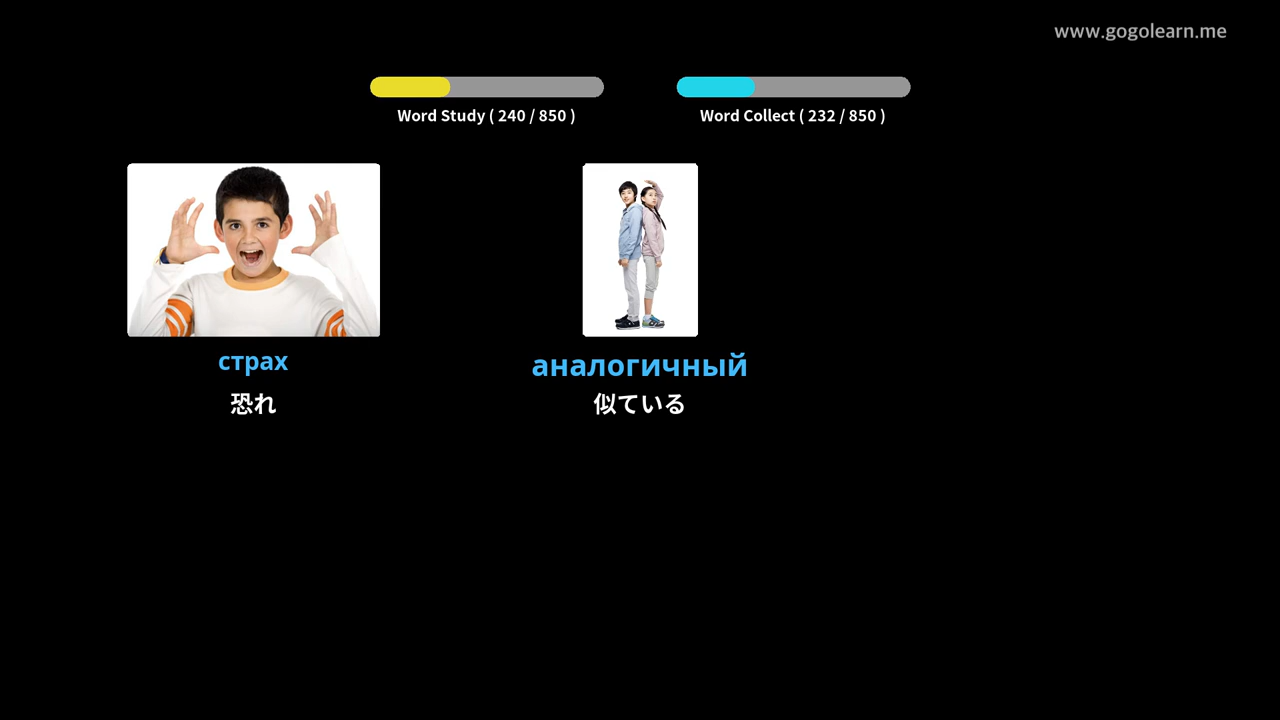 www.gogolearn.me
Word Study ( 240 / 850 )
Word Collect ( 232 / 850 )
страх
恐れ
аналогичный
似ている